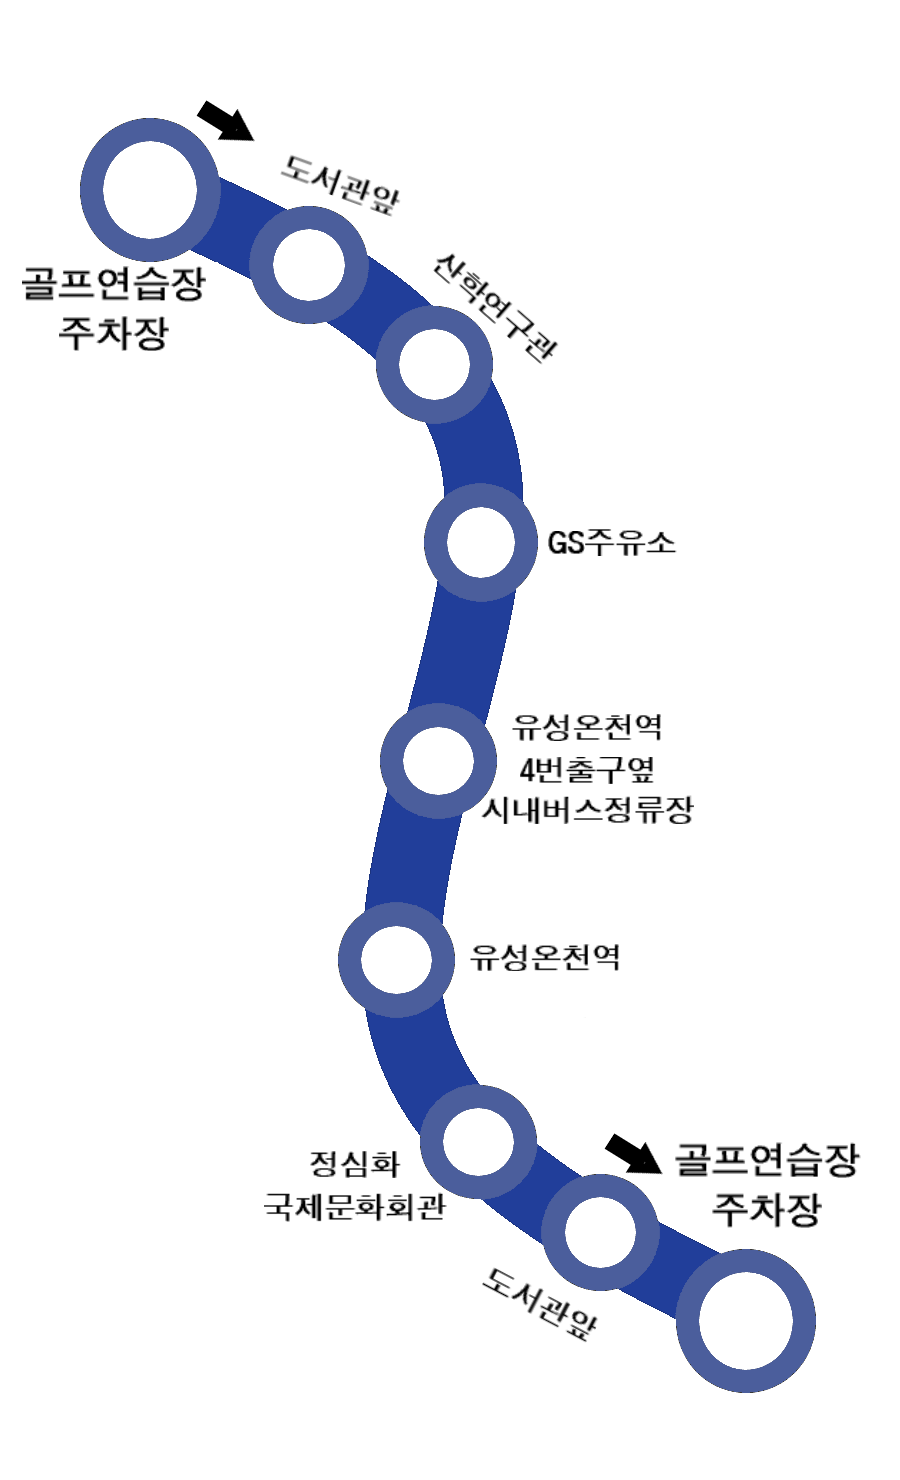 도서관앞
산학연구관
골프연습장
주차장
GS주유소
유성온천역
4번출구옆
시내버스정류장
유성온천역
정심화
국제문화회관
골프연습장
주차장
도서관앞